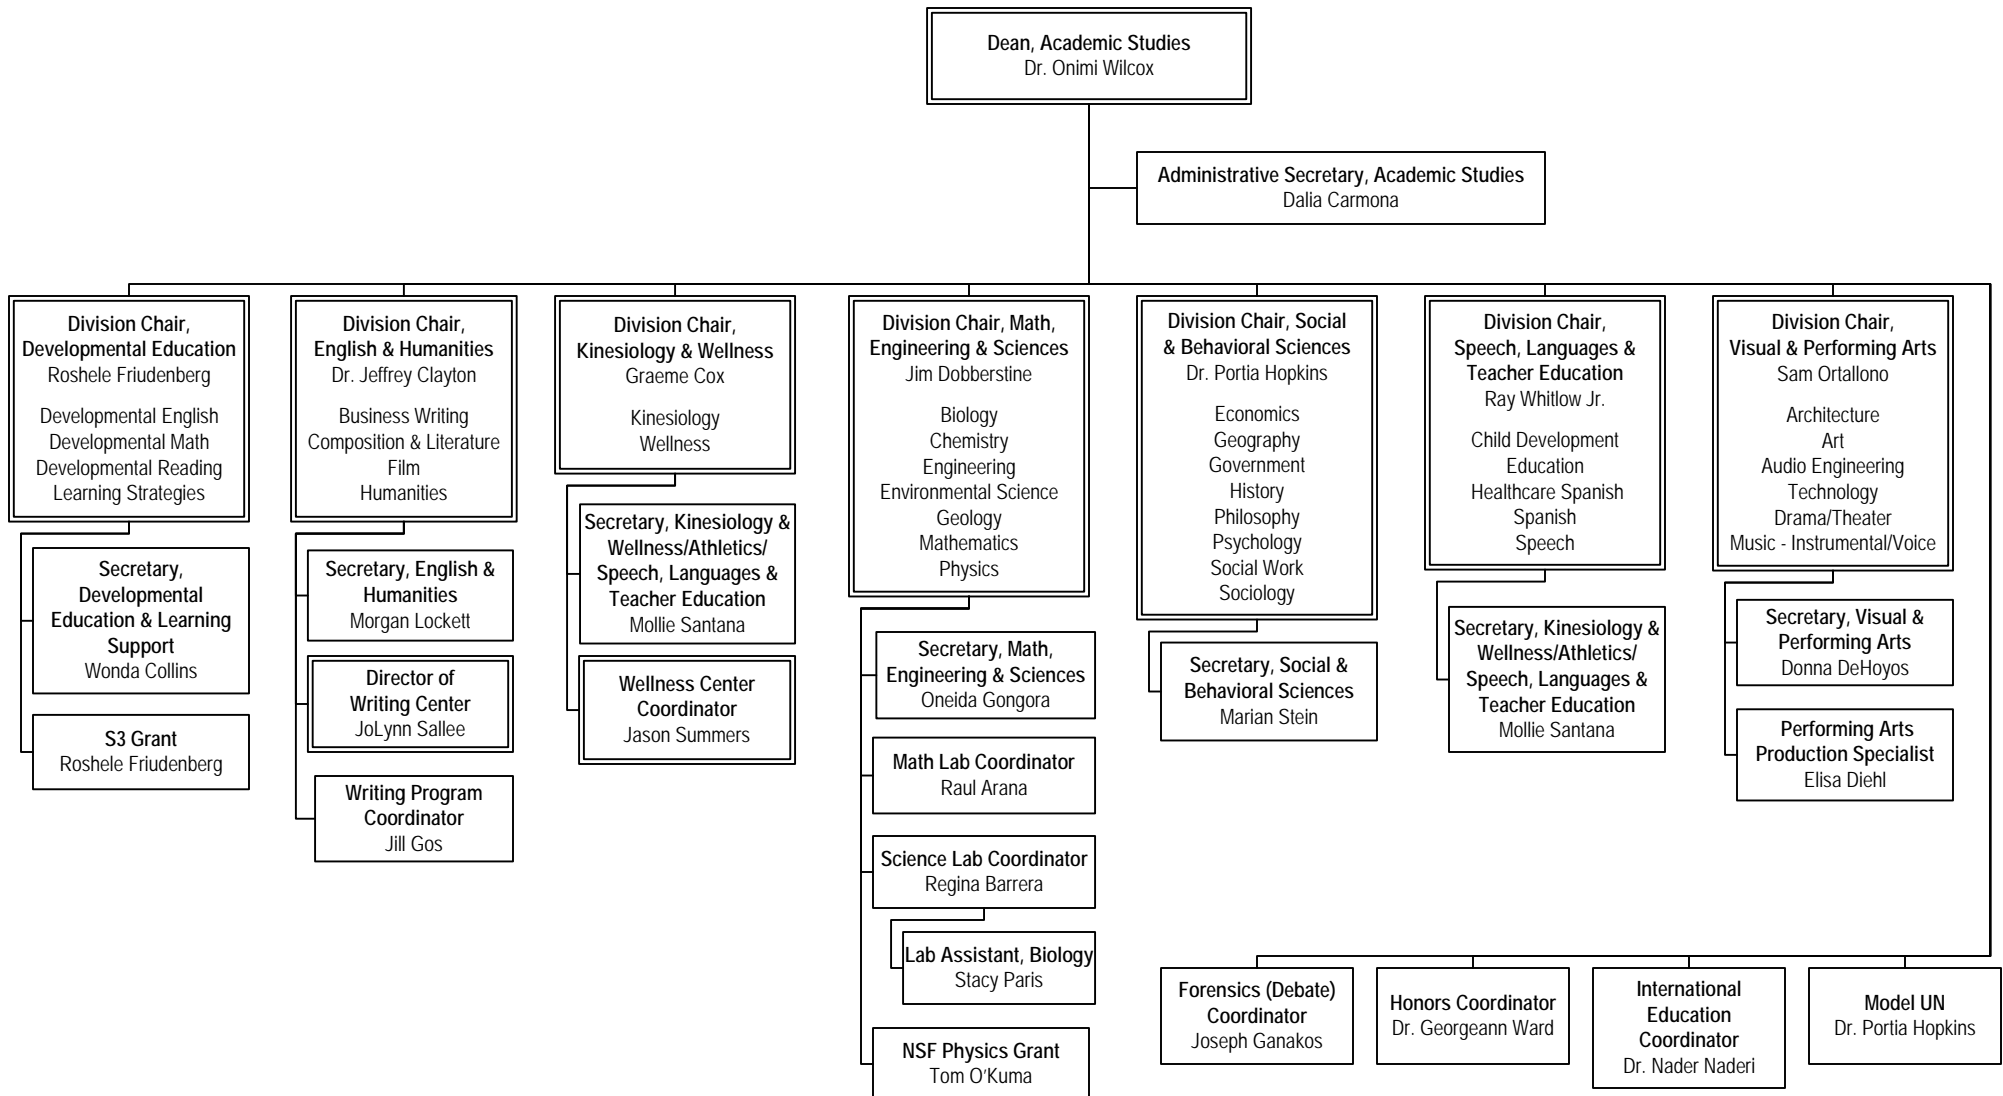 Dean, Academic Studies
Dr. Onimi Wilcox
Administrative Secretary, Academic Studies
Dalia Carmona
Division Chair,
Developmental Education
Roshele Friudenberg
Developmental English
Developmental Math
Developmental Reading
Learning Strategies
Secretary,
Developmental
Education & Learning
Support
Wonda Collins
S3 Grant
Roshele Friudenberg
Division Chair,
English & Humanities
Dr. Jeffrey Clayton
Business Writing
Composition & Literature
Film
Humanities
Secretary, English &
Humanities
Morgan Lockett
Director of
Writing Center
JoLynn Sallee
Writing Program
Coordinator
Jill Gos
Division Chair,
Kinesiology & Wellness
Graeme Cox
Kinesiology
Wellness
Secretary, Kinesiology &
Wellness/Athletics/
Speech, Languages &
Teacher Education
Mollie Santana
Wellness Center
Coordinator
Jason Summers
Division Chair, Math,
Engineering & Sciences
Jim Dobberstine
Biology
Chemistry
Engineering
Environmental Science
Geology
Mathematics
Physics
Secretary, Math,
Engineering & Sciences
Oneida Gongora
Math Lab Coordinator
Raul Arana
Science Lab Coordinator
Regina Barrera
Lab Assistant, Biology
Stacy Paris
NSF Physics Grant
Tom O'Kuma
Division Chair, Social
& Behavioral Sciences
Dr. Portia Hopkins
Economics
Geography
Government
History
Philosophy
Psychology
Social Work
Sociology
Secretary, Social &
Behavioral Sciences
Marian Stein
Division Chair,
Speech, Languages &
Teacher Education
Ray Whitlow Jr.
Child Development
Education
Healthcare Spanish
Spanish
Speech
Secretary, Kinesiology &
Wellness/Athletics/
Speech, Languages &
Teacher Education
Mollie Santana
Division Chair,
Visual & Performing Arts
Sam Ortallono
Architecture
Art
Audio Engineering
Technology
Drama/Theater
Music - Instrumental/Voice
Secretary, Visual &
Performing Arts
Donna DeHoyos
Performing Arts
Production Specialist
Elisa Diehl
Forensics (Debate)
Coordinator
Joseph Ganakos
Honors Coordinator
Dr. Georgeann Ward
International
Education
Coordinator
Dr. Nader Naderi
Model UN
Dr. Portia Hopkins